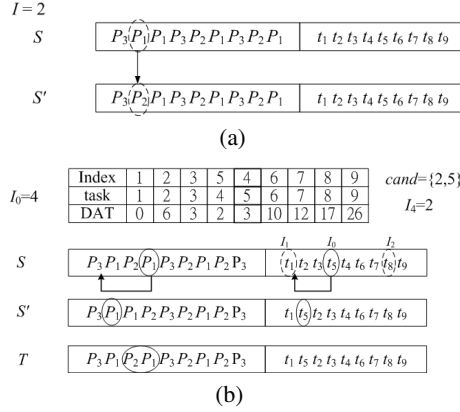 I = 2
S P₃ P₁ P₁ P₃ P₂ P₁ P₃ P₂ P₁ t₁ t₂ t₃ t₄ t₅ t₆ t₇ t₈ t₉
S' P₃ P₂ P₁ P₃ P₂ P₁ P₃ P₂ P₁ t₁ t₂ t₃ t₄ t₅ t₆ t₇ t₈ t₉
(a)
Index 1 2 3 5 4 6 7 8 9 cand={2,5}
I₀=4 task 1 2 3 4 5 6 7 8 9 I₄=2
DAT 0 6 3 2 3 10 12 17 26
I₁ I₀ I₂
S P₃ P₁ P₂ P₁ P₃ P₂ P₁ P₂ P₃ t₁ t₂ t₃ t₅ t₄ t₆ t₇ t₈ t₉
S' P₃ P₁ P₁ P₂ P₃ P₂ P₁ P₂ P₃ t₁ t₅ t₂ t₃ t₄ t₆ t₇ t₈ t₉
T P₃ P₁ P₂ P₁ P₃ P₂ P₁ P₂ P₃ t₁ t₅ t₂ t₃ t₄ t₆ t₇ t₈ t₉
(b)